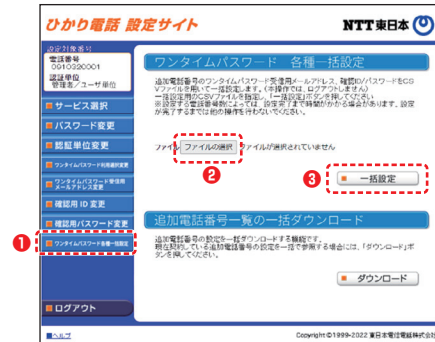 ひかり電話 設定サイト
NTT東日本
設定対象番号
電話番号
0910200001
認証単位
管理者／ユーザ単位
サービス選択
パスワード変更
認証単位変更
ワンタイムパスワード利用選択変更
ワンタイムパスワード受信用
メールアドレス変更
確認用 ID 変更
確認用パスワード変更
❶
ワンタイムパスワード各種一括設定
ログアウト
ヘルプ
ワンタイムパスワード 各種一括設定
追加電話番号のワンタイムパスワード受信用メールアドレス、確認ID/パスワードをCS
Vファイルを用いて一括設定します。(本操作では、ログアウトしません)
一括設定用のCSVファイルを指定し、「一括設定」ボタンを押してください
※設定する電話番号数によっては、設定完了まで時間がかかる場合があります。設定
が完了するまでは他の操作を行わないでください。
ファイル ファイルの選択 ファイルが選択されていません
❷
❸
一括設定
追加電話番号一覧の一括ダウンロード
追加電話番号の設定を一括ダウンロードする機能です。
現在契約している追加電話番号の設定を一括で参照する場合には、「ダウンロード」ボ
タンを押してください。
ダウンロード
Copyright © 1999-2022 東日本電信電話株式会社